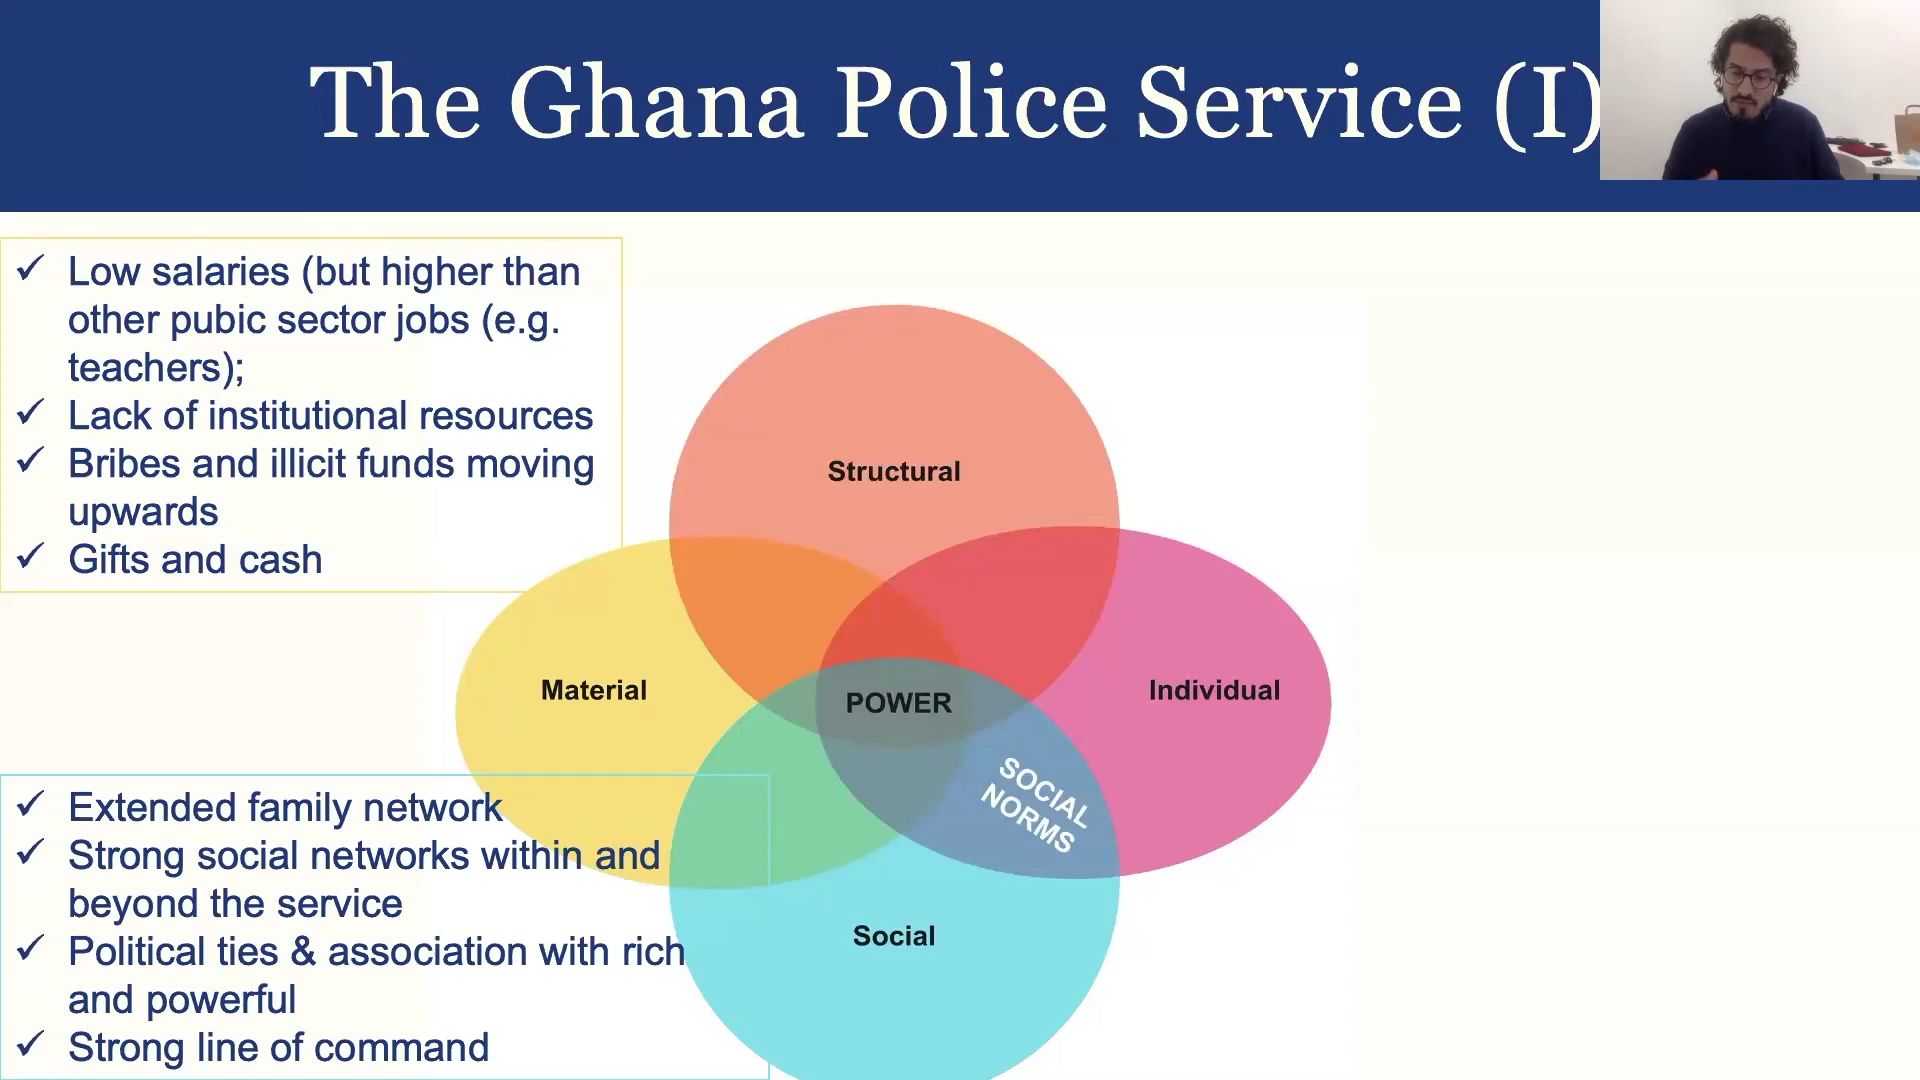 The Ghana Police Service (I)
✓ Low salaries (but higher than
other pubic sector jobs (e.g.
teachers);
✓ Lack of institutional resources
✓ Bribes and illicit funds moving
upwards
✓ Gifts and cash
Structural
Material
POWER
Individual
SOCIAL
NORMS
✓ Extended family network
✓ Strong social networks within and
beyond the service
✓ Political ties & association with rich
and powerful
✓ Strong line of command
Social